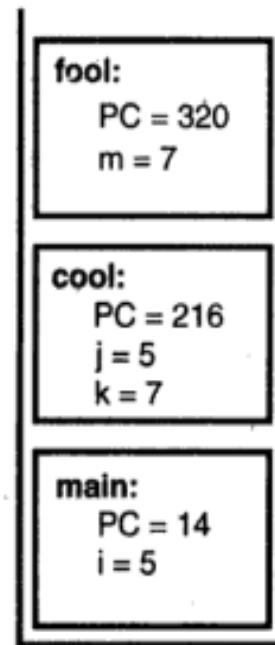 fool:
PC = 320
m = 7
cool:
PC = 216
j = 5
k = 7
main:
PC = 14
i = 5